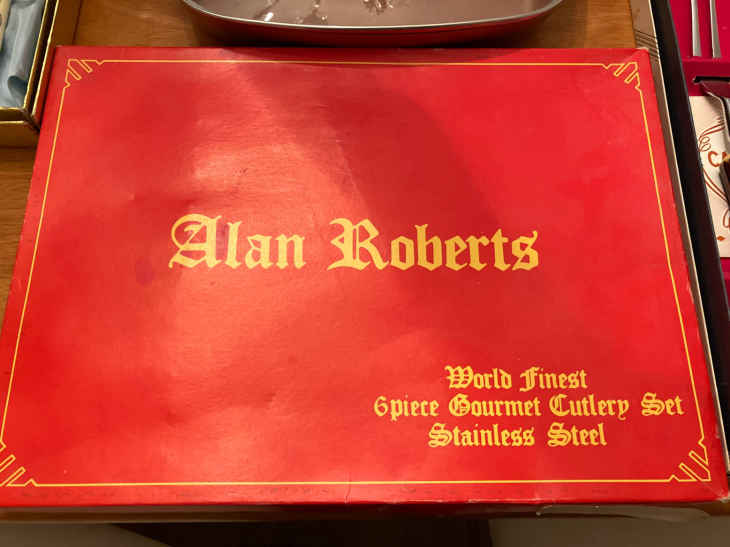 Alan Roberts
World Finest
6piece Gourmet Cutlery Set
Stainless Steel